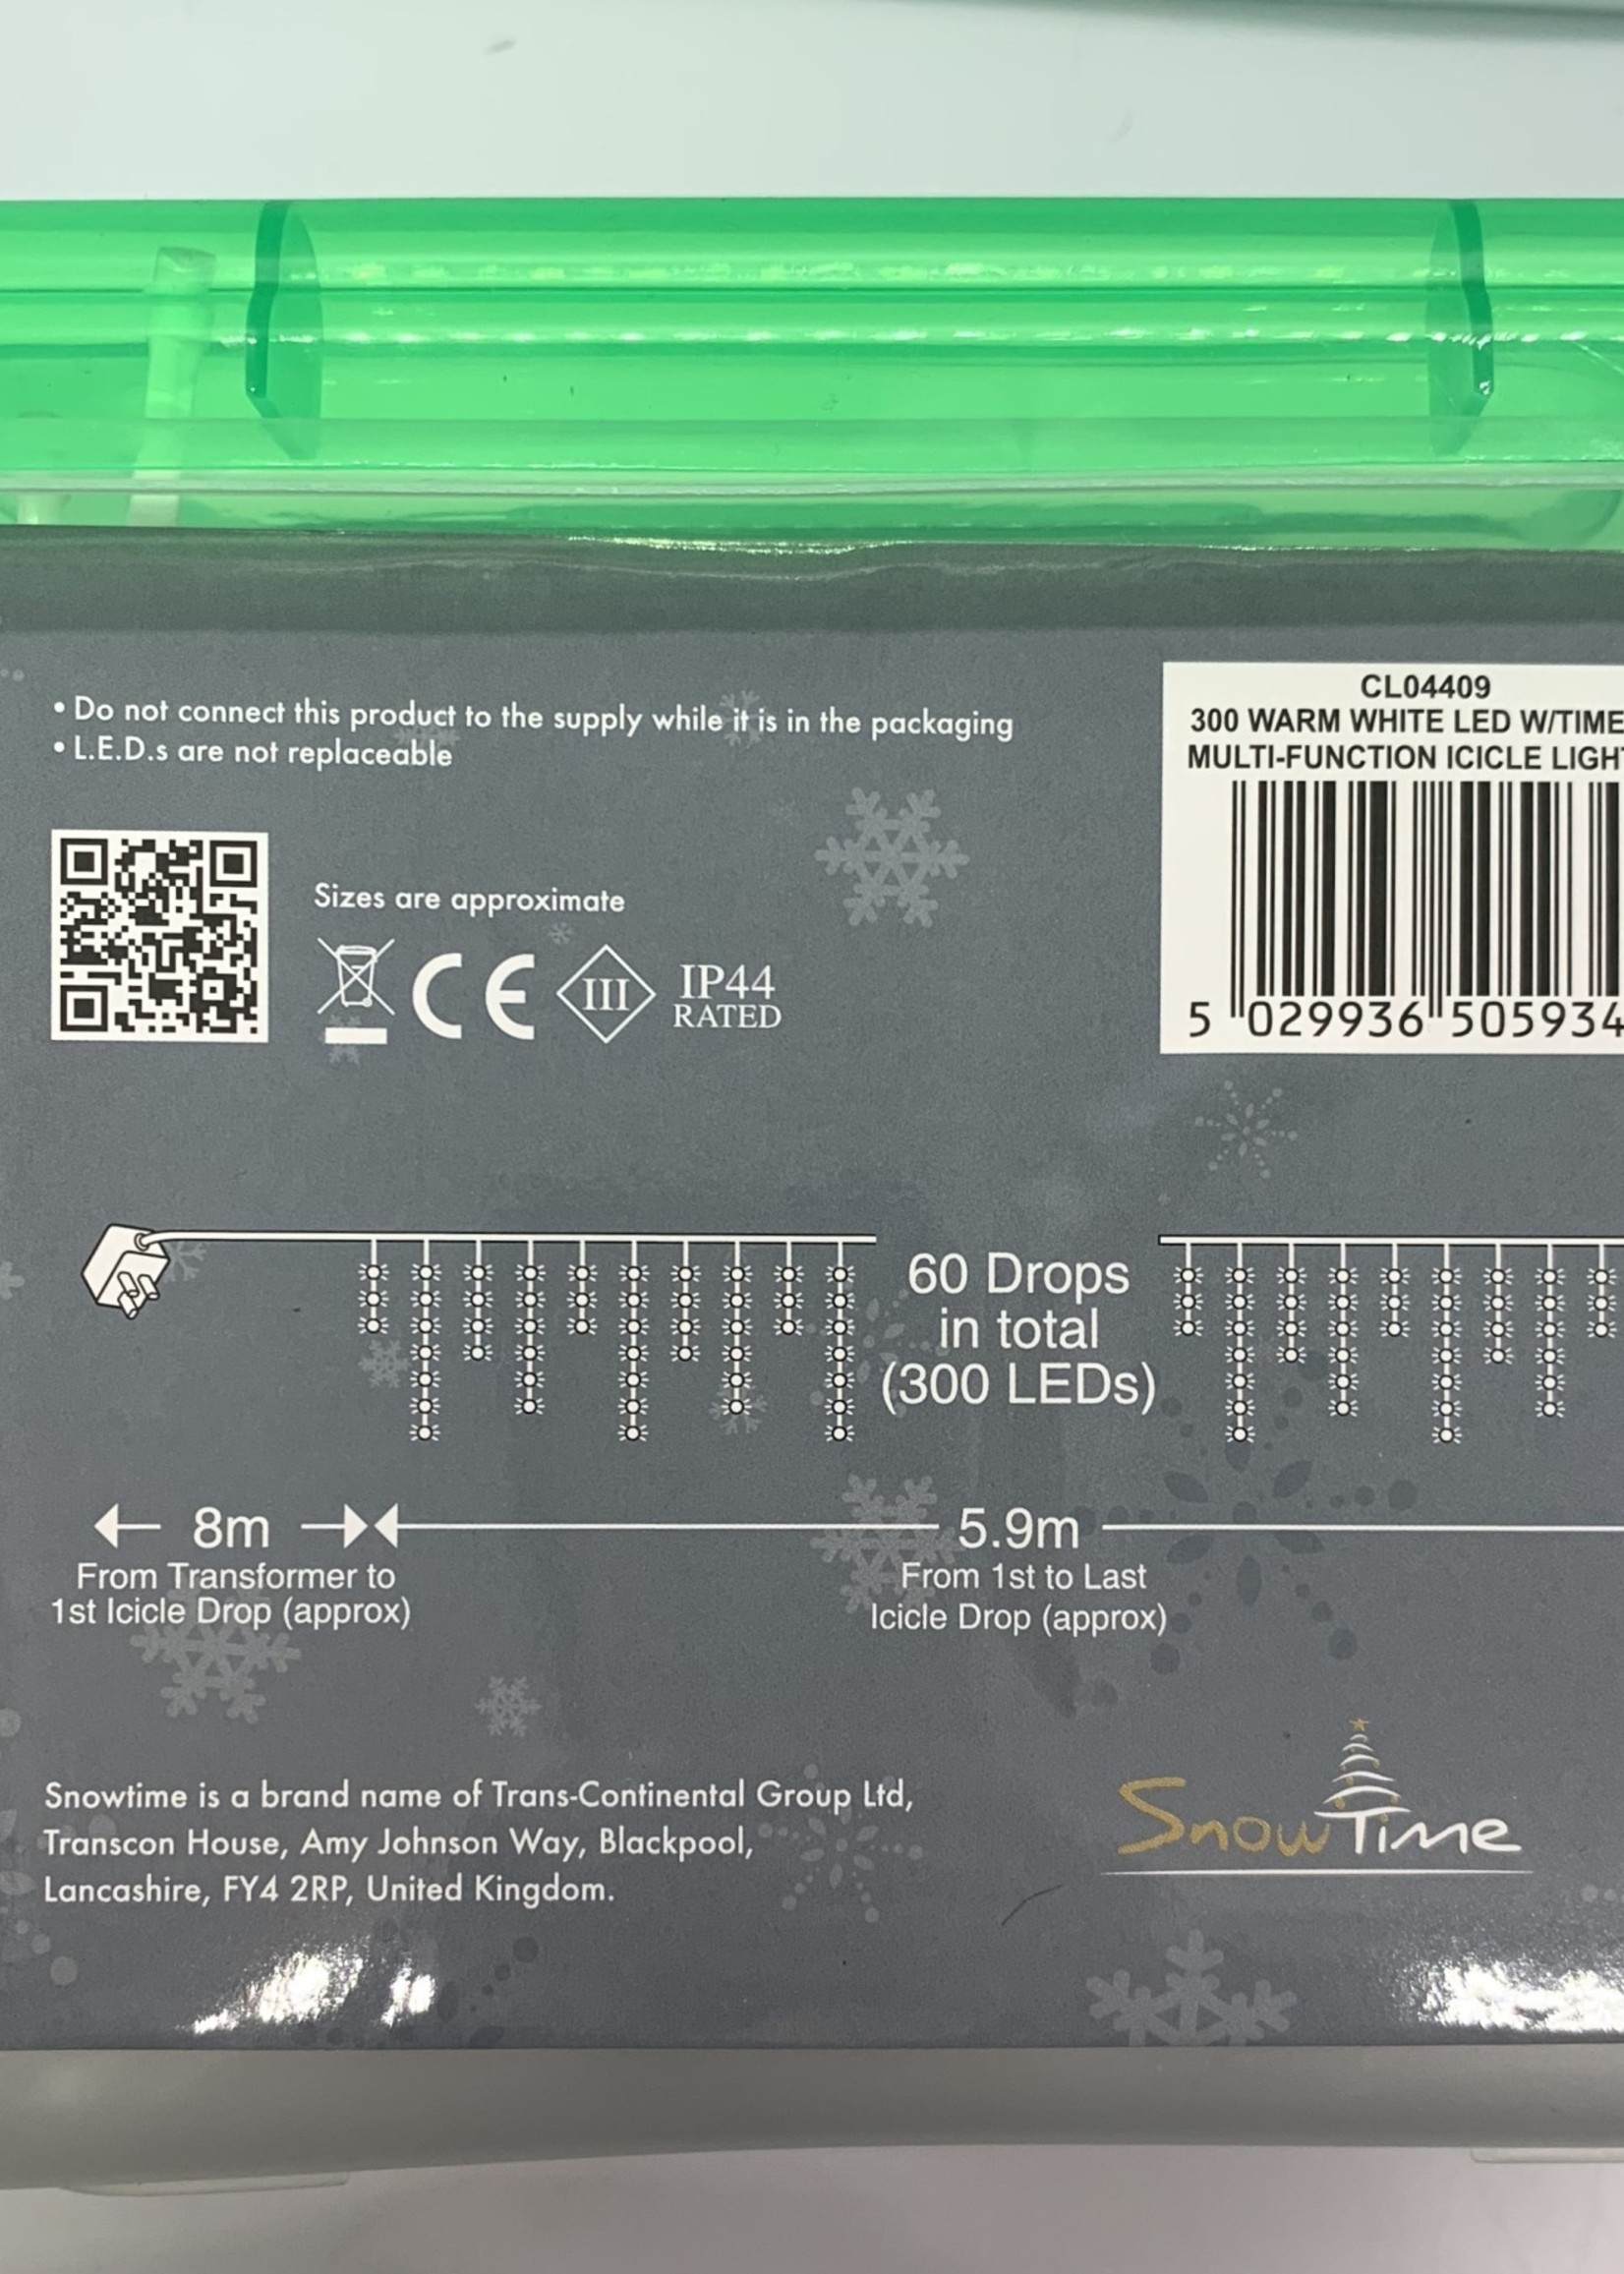 • Do not connect this product to the supply while it is in the packaging
• L.E.D.s are not replaceable
CL04409
300 WARM WHITE LED W/TIME
MULTI-FUNCTION ICICLE LIGH
5 029936 505934
Sizes are approximate
CE
III
IP44
RATED
60 Drops
in total
(300 LEDs)
8m
From Transformer to
1st Icicle Drop (approx)
5.9m
From 1st to Last
Icicle Drop (approx)
Snowtime is a brand name of Trans-Continental Group Ltd,
Transcon House, Amy Johnson Way, Blackpool,
Lancashire, FY4 2RP, United Kingdom.
SnowTime